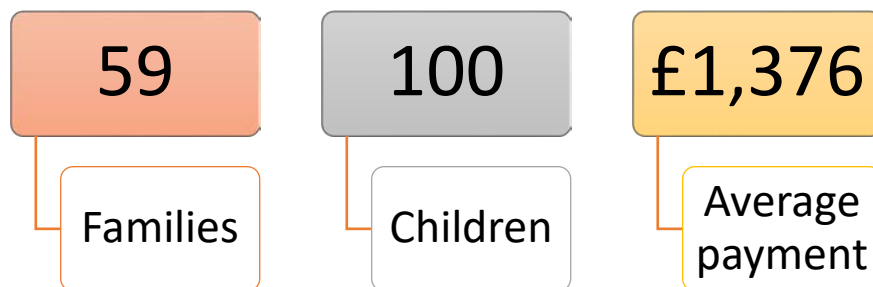 59
Families
100
Children
£1,376
Average
payment